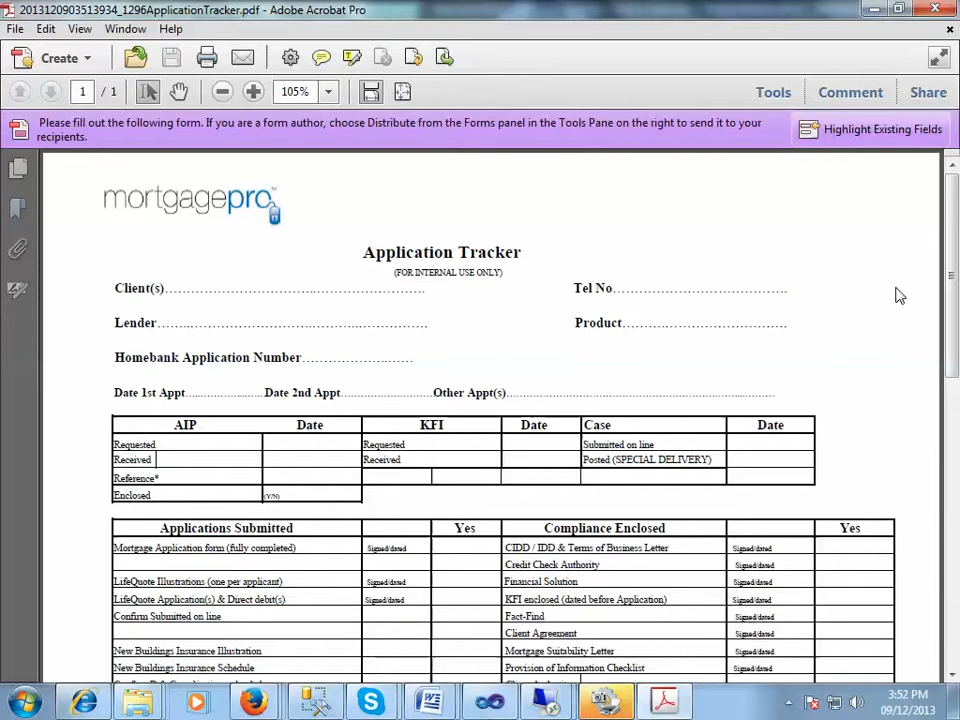 2013120903513934_1296ApplicationTracker.pdf - Adobe Acrobat Pro
File Edit View Window Help
Create
1 / 1 105% Tools Comment Share
Please fill out the following form. If you are a form author, choose Distribute from the Forms panel in the Tools Pane on the right to send it to your
recipients.
Highlight Existing Fields
mortgagepro
Application Tracker
(FOR INTERNAL USE ONLY)
Client(s)…………………………….……………………. Tel No………………………………….
Lender……..……………………..………..……………. Product……….………………………….
Homebank Application Number……………….……
Date 1st Appt.....................Date 2nd Appt......................Other Appt(s).................................................................
AIP Date KFI Date Case Date
Requested Requested Submitted on line
Received Received Posted (SPECIAL DELIVERY)
Reference*
Enclosed (Y/N)
Applications Submitted Yes Compliance Enclosed Yes
Mortgage Application form (fully completed) Signed/dated CIDD / IDD & Terms of Business Letter Signed/dated
Credit Check Authority Signed/dated
LifeQuote Illustrations (one per applicant) Signed/dated Financial Solution Signed/dated
LifeQuote Application(s) & Direct debit(s) Signed/dated KFI enclosed (dated before Application) Signed/dated
Confirm Submitted on line Fact-Find Signed/dated
Client Agreement Signed/dated
New Buildings Insurance Illustration Mortgage Suitability Letter Signed/dated
New Buildings Insurance Schedule Provision of Information Checklist Signed/dated
3:52 PM
09/12/2013